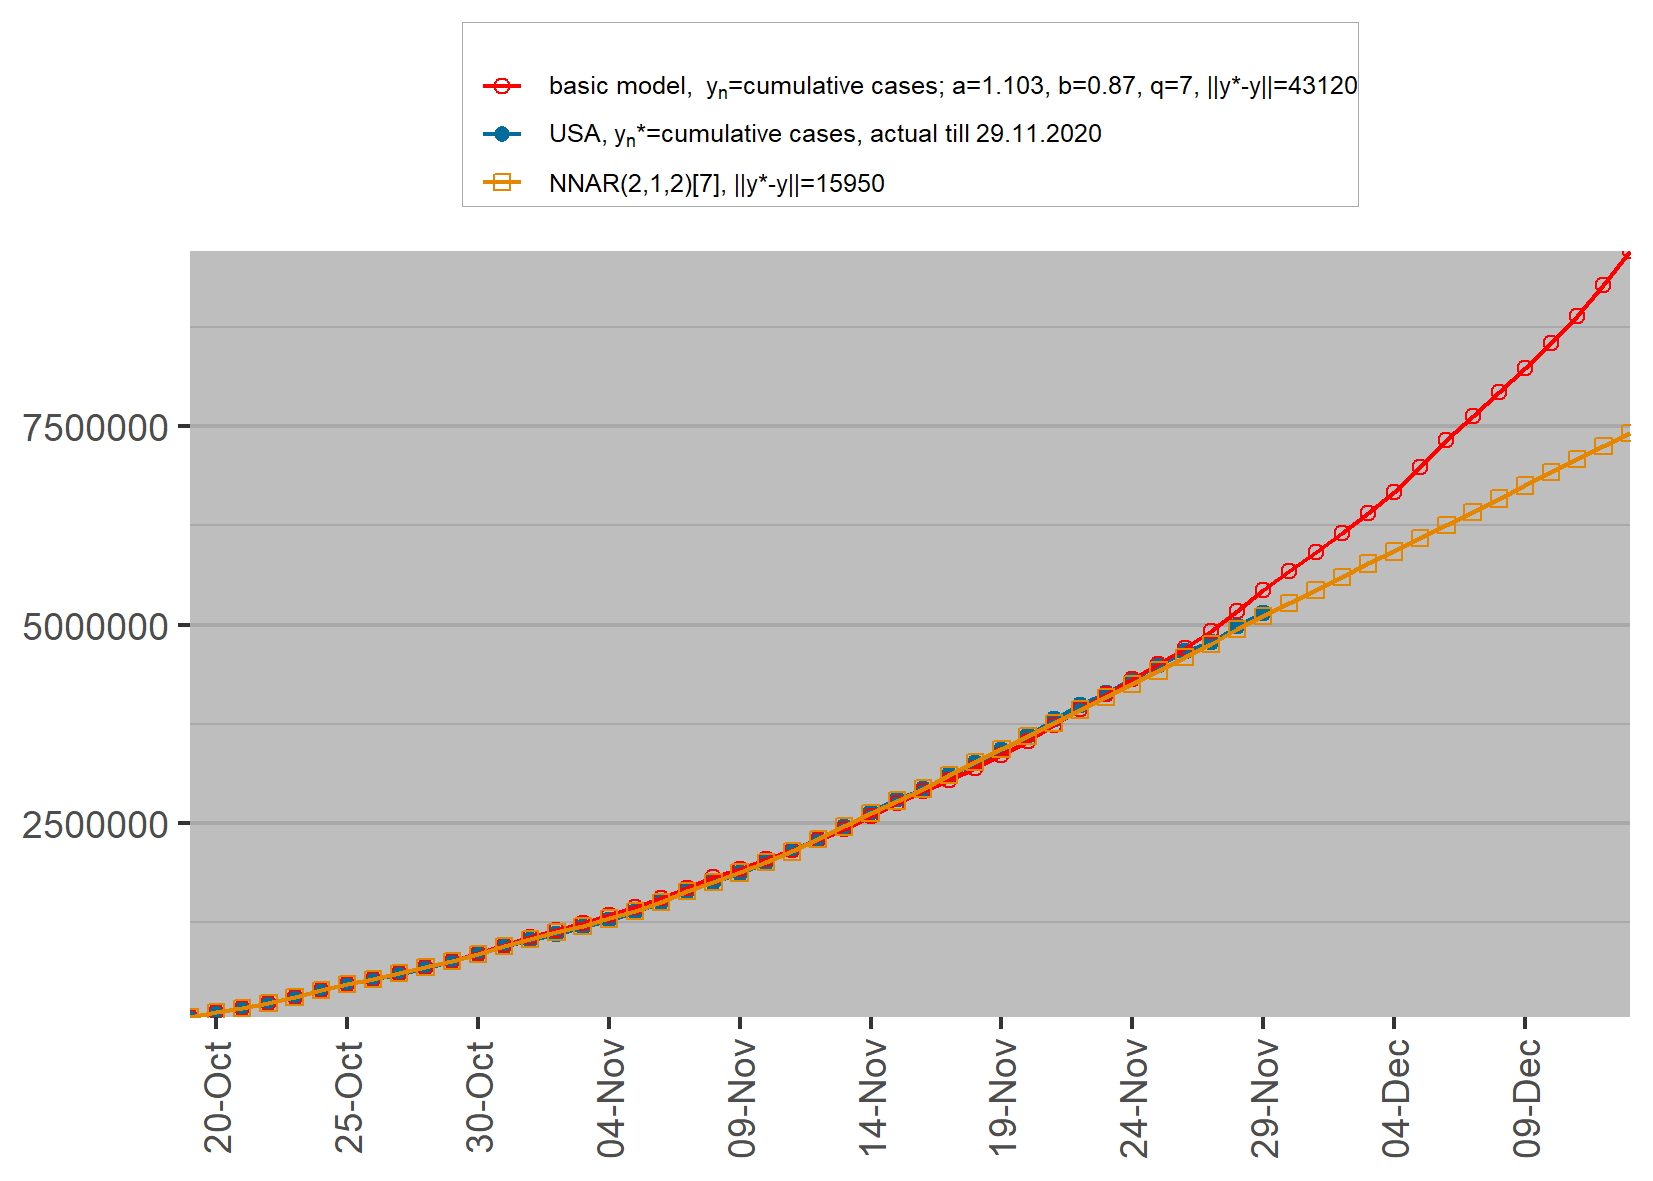 basic model, yn=cumulative cases; a=1.103, b=0.87, q=7, ||y*-y||=43120
USA, yn*=cumulative cases, actual till 29.11.2020
NNAR(2,1,2)[7], ||y*-y||=15950
7500000
5000000
2500000
20-Oct
25-Oct
30-Oct
04-Nov
09-Nov
14-Nov
19-Nov
24-Nov
29-Nov
04-Dec
09-Dec